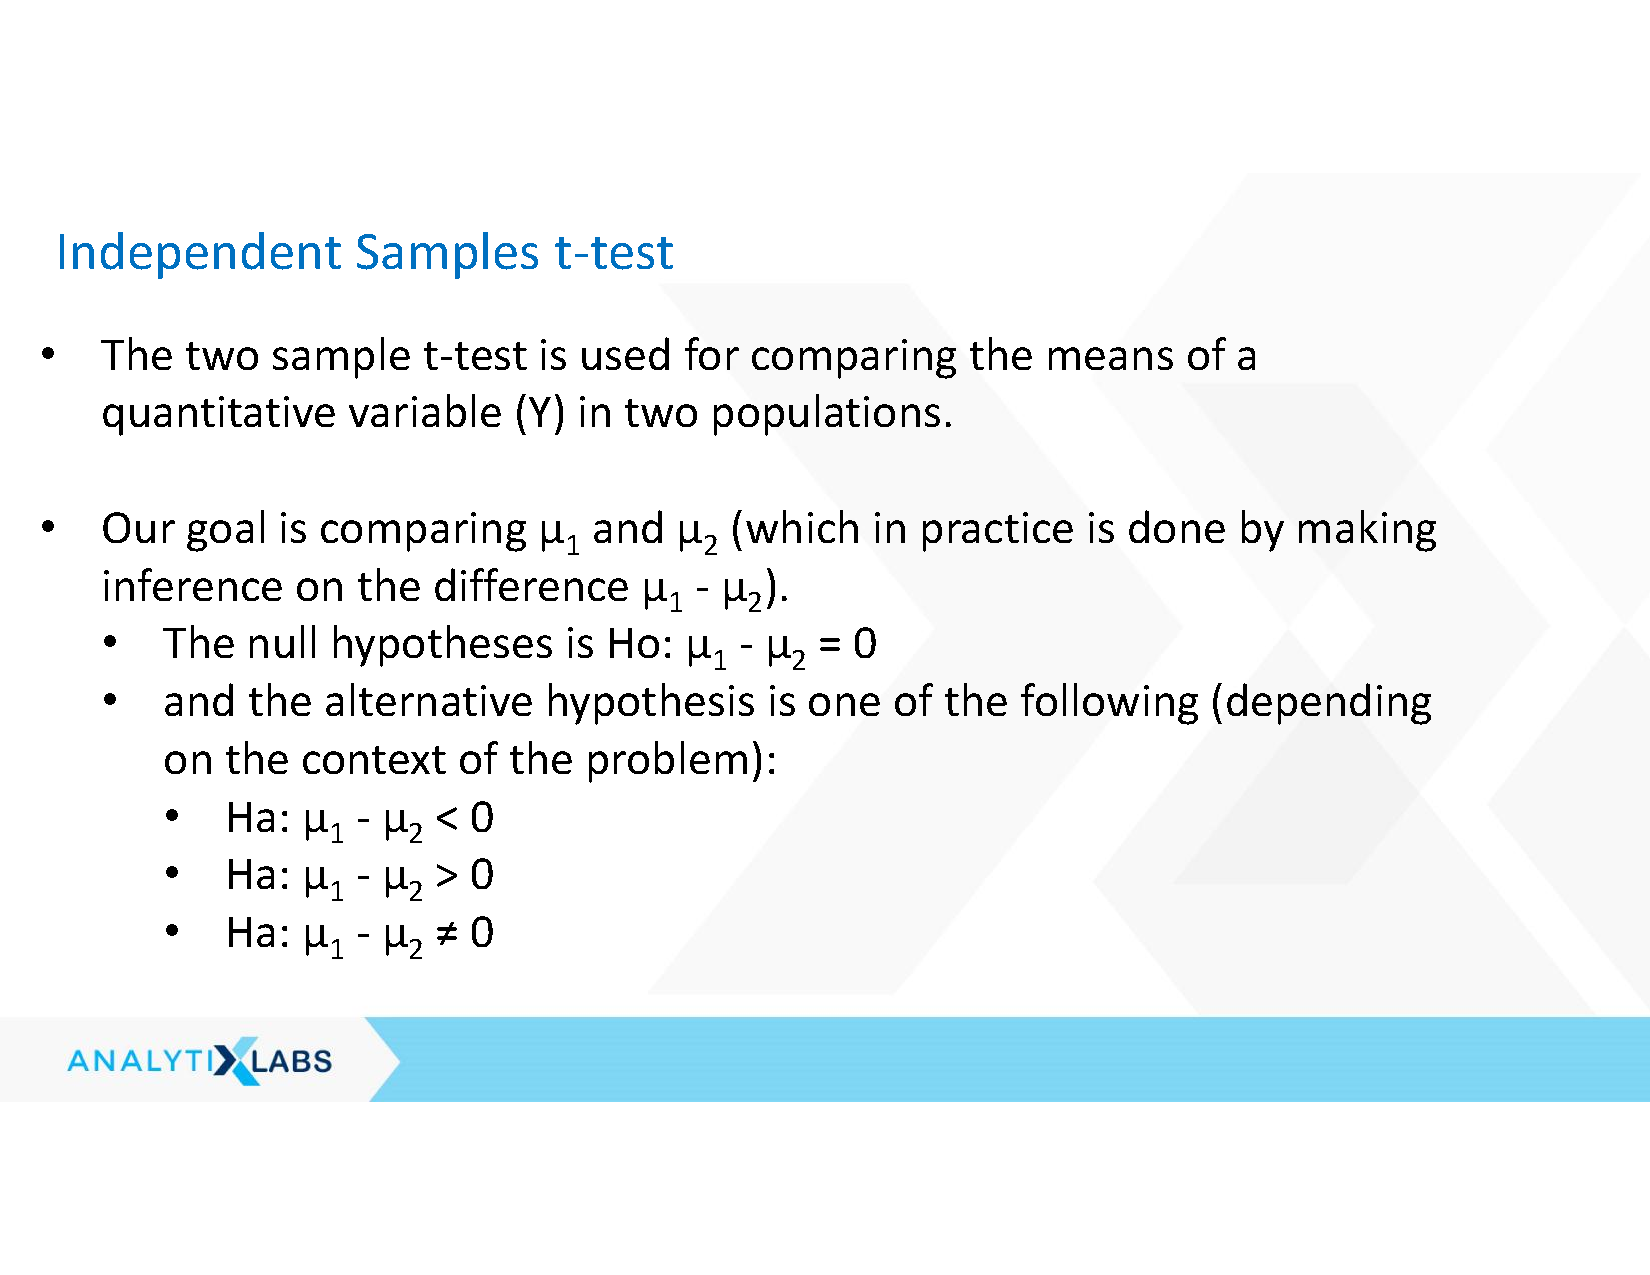 Independent Samples t-test
• The two sample t-test is used for comparing the means of a
quantitative variable (Y) in two populations.
• Our goal is comparing μ₁ and μ₂ (which in practice is done by making
inference on the difference μ₁ - μ₂).
• The null hypotheses is Ho: μ₁ - μ₂ = 0
• and the alternative hypothesis is one of the following (depending
on the context of the problem):
• Ha: μ₁ - μ₂ < 0
• Ha: μ₁ - μ₂ > 0
• Ha: μ₁ - μ₂ ≠ 0
ANALYTIXLABS